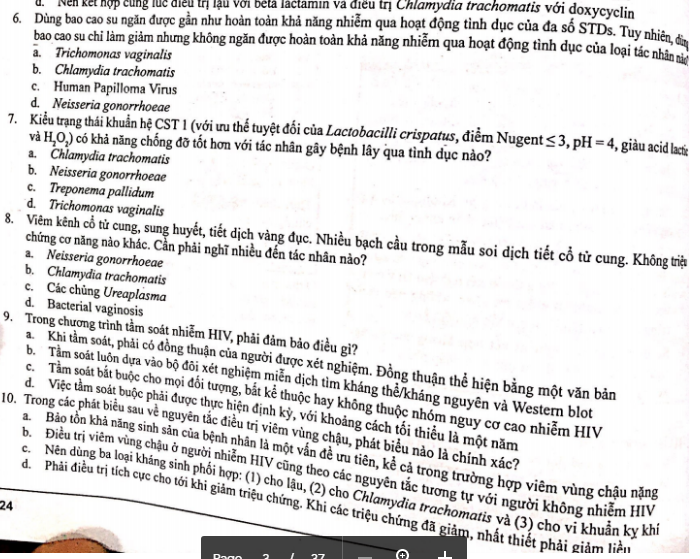 d. Nên kết hợp cùng lúc điều trị lậu với beta lactamin và điều trị Chlamydia trachomatis với doxycyclin
6. Dùng bao cao su ngăn được gần như hoàn toàn khả năng nhiễm qua hoạt động tình dục của đa số STDs. Tuy nhiên, dùng
bao cao su chỉ làm giảm nhưng không ngăn được hoàn toàn khả năng nhiễm qua hoạt động tình dục của loại tác nhân nào
a. Trichomonas vaginalis
b. Chlamydia trachomatis
c. Human Papilloma Virus
d. Neisseria gonorrhoeae
7. Kiểu trạng thái khuẩn hệ CST 1 (với ưu thế tuyệt đối của Lactobacilli crispatus, điểm Nugent ≤ 3, pH = 4, giàu acid lactic
và H₂O₂) có khả năng chống đỡ tốt hơn với tác nhân gây bệnh lây qua tình dục nào?
a. Chlamydia trachomatis
b. Neisseria gonorrhoeae
c. Treponema pallidum
d. Trichomonas vaginalis
8. Viêm kênh cổ tử cung, sung huyết, tiết dịch vàng đục. Nhiều bạch cầu trong mẫu soi dịch tiết cổ tử cung. Không triệu
chứng cơ năng nào khác. Cần phải nghĩ nhiều đến tác nhân nào?
a. Neisseria gonorrhoeae
b. Chlamydia trachomatis
c. Các chủng Ureaplasma
d. Bacterial vaginosis
9. Trong chương trình tầm soát nhiễm HIV, phải đảm bảo điều gì?
a. Khi tầm soát, phải có đồng thuận của người được xét nghiệm. Đồng thuận thể hiện bằng một văn bản
b. Tầm soát luôn dựa vào bộ đôi xét nghiệm miễn dịch tìm kháng thể/kháng nguyên và Western blot
c. Tầm soát bắt buộc cho mọi đối tượng, bất kể thuộc hay không thuộc nhóm nguy cơ cao nhiễm HIV
d. Việc tầm soát buộc phải được thực hiện định kỳ, với khoảng cách tối thiểu là một năm
10. Trong các phát biểu sau về nguyên tắc điều trị viêm vùng chậu, phát biểu nào là chính xác?
a. Bảo tồn khả năng sinh sản của bệnh nhân là một vấn đề ưu tiên, kể cả trong trường hợp viêm vùng chậu nặng
b. Điều trị viêm vùng chậu ở người nhiễm HIV cũng theo các nguyên tắc tương tự với người không nhiễm HIV
c. Nên dùng ba loại kháng sinh phối hợp: (1) cho lậu, (2) cho Chlamydia trachomatis và (3) cho vi khuẩn kỵ khí
d. Phải điều trị tích cực cho tới khi giảm triệu chứng. Khi các triệu chứng đã giảm, nhất thiết phải giảm liều
24
Page 3 / 37